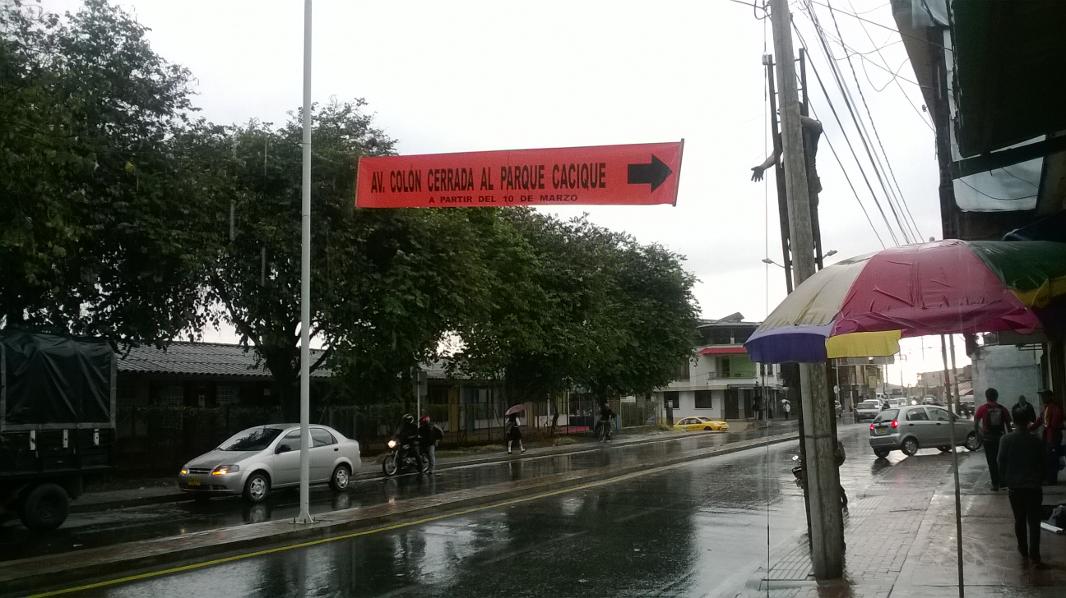 AV. COLÓN CERRADA AL PARQUE CACIQUE
A PARTIR DEL 10 DE MARZO